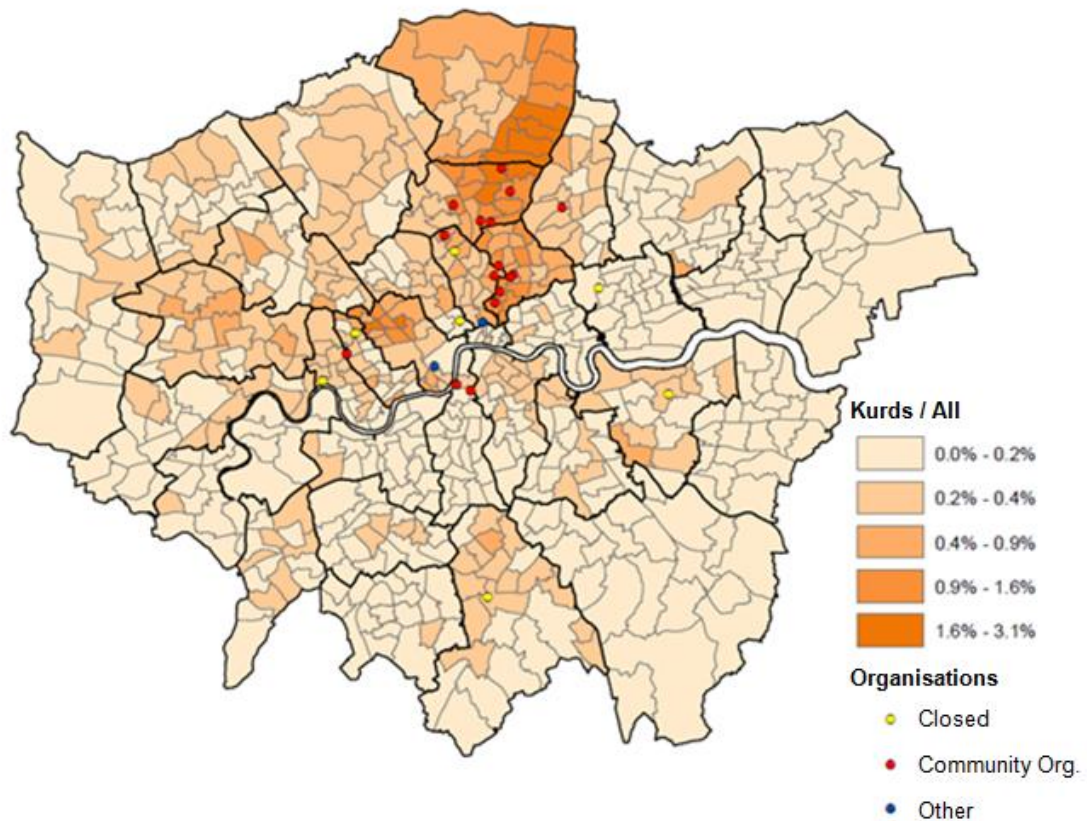 Kurds / All
0.0% - 0.2%
0.2% - 0.4%
0.4% - 0.9%
0.9% - 1.6%
1.6% - 3.1%
Organisations
Closed
Community Org.
Other